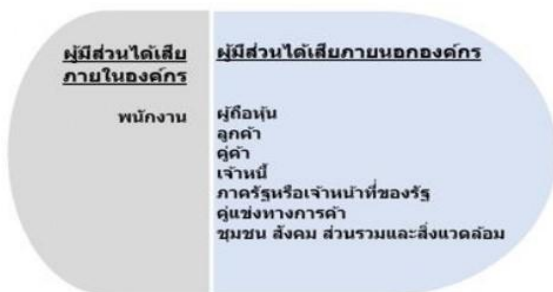 ผู้มีส่วนได้เสีย
ภายในองค์กร
พนักงาน
ผู้มีส่วนได้เสียภายนอกองค์กร
ผู้ถือหุ้น
ลูกค้า
คู่ค้า
เจ้าหนี้
ภาครัฐหรือเจ้าหน้าที่ของรัฐ
คู่แข่งทางการค้า
ชุมชน สังคม ส่วนรวมและสิ่งแวดล้อม